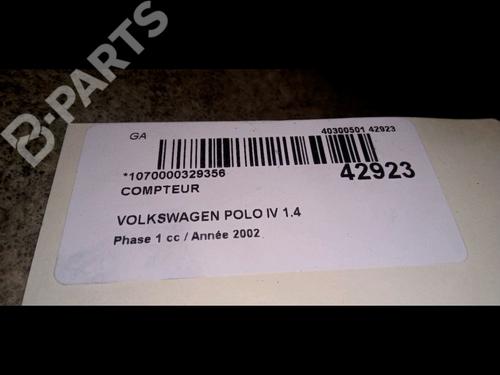 B-PARTS
GA
40300501 42923
*1070000329356
42923
COMPTEUR
VOLKSWAGEN POLO IV 1.4
Phase 1 cc / Année 2002